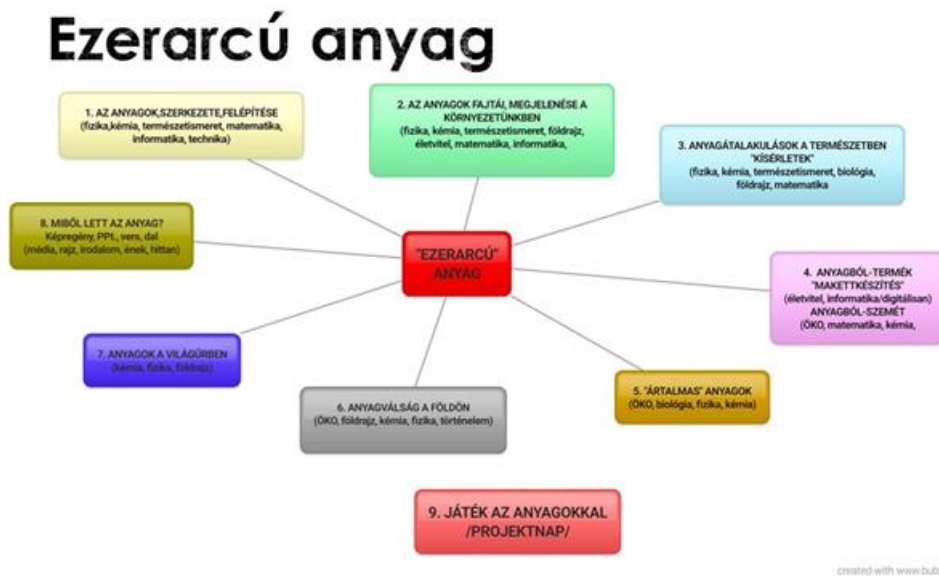 Ezerarcú anyag
1. AZ ANYAGOK,SZERKEZETE,FELÉPÍTÉSE
(fizika,kémia, természetismeret, matematika,
informatika, technika)
2. AZ ANYAGOK FAJTÁI, MEGJELENÉSE A
KÖRNYEZETÜNKBEN
(fizika, kémia, természetismeret, földrajz,
életvitel, matematika, informatika,
3. ANYAGÁTALAKULÁSOK A TERMÉSZETBEN
"KÍSÉRLETEK"
(fizika, kémia, természetismeret, biológia,
földrajz, matematika
8. MIBŐL LETT AZ ANYAG?
Képregény, PPt., vers, dal
(média, rajz, irodalom, ének, hittan)
"EZERARCÚ"
ANYAG
4. ANYAGBÓL-TERMÉK
"MAKETTKÉSZÍTÉS"
(életvitel, informatika/digitálisan)
ANYAGBÓL-SZEMÉT
(ÖKO, matematika, kémia,
7. ANYAGOK A VILÁGŰRBEN
(kémia, fizika, földrajz)
6. ANYAGVÁLSÁG A FÖLDÖN
(ÖKO, földrajz, kémia, fizika, történelem)
5. "ÁRTALMAS" ANYAGOK
(ÖKO, biológia, fizika, kémia)
9. JÁTÉK AZ ANYAGOKKAL
/PROJEKTNAP/
created with www.bub